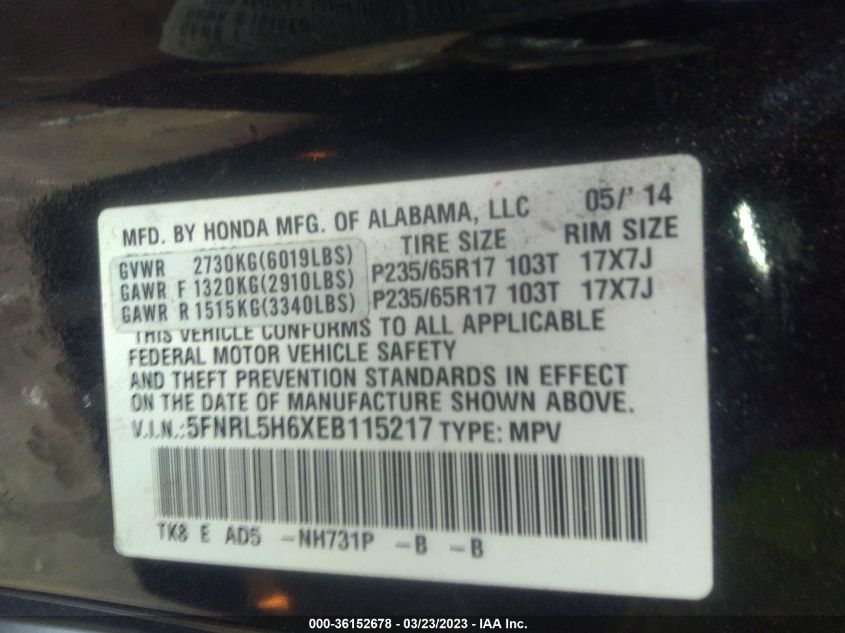 MFD. BY HONDA MFG. OF ALABAMA, LLC 05/' 14
TIRE SIZE RIM SIZE
GVWR 2730KG(6019LBS)
GAWR F 1320KG(2910LBS) P235/65R17 103T 17X7J
GAWR R 1515KG(3340LBS) P235/65R17 103T 17X7J
THIS VEHICLE CONFORMS TO ALL APPLICABLE
FEDERAL MOTOR VEHICLE SAFETY
AND THEFT PREVENTION STANDARDS IN EFFECT
ON THE DATE OF MANUFACTURE SHOWN ABOVE.
V.I.N.:5FNRL5H6XEB115217 TYPE: MPV
TK8 E AD5 -NH731P -B -B
000-36152678 - 03/23/2023 - IAA Inc.